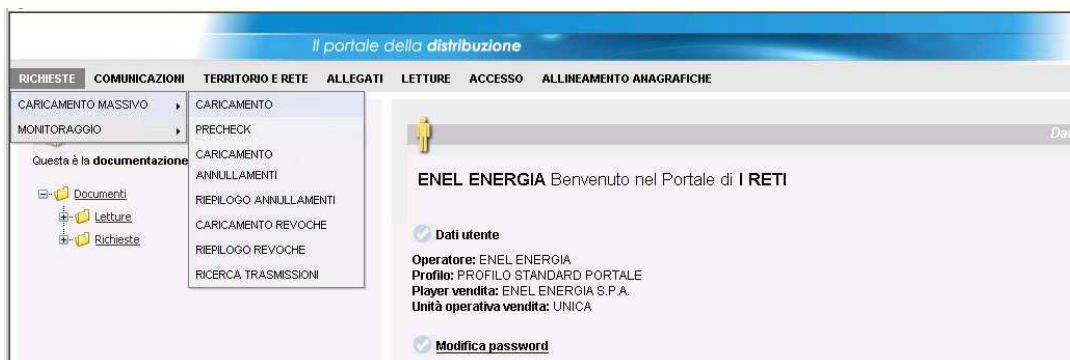 Il portale della distribuzione
RICHIESTE COMUNICAZIONI TERRITORIO E RETE ALLEGATI LETTURE ACCESSO ALLINEAMENTO ANAGRAFICHE
CARICAMENTO MASSIVO
MONITORAGGIO
CARICAMENTO
PRECHECK
CARICAMENTO
ANNULLAMENTI
RIEPILOGO ANNULLAMENTI
CARICAMENTO REVOCHE
RIEPILOGO REVOCHE
RICERCA TRASMISSIONI
Questa è la documentazione
Documenti
Letture
Richieste
ENEL ENERGIA Benvenuto nel Portale di I RETI
Dati utente
Operatore: ENEL ENERGIA
Profilo: PROFILO STANDARD PORTALE
Player vendita: ENEL ENERGIA S.P.A.
Unità operativa vendita: UNICA
Modifica password